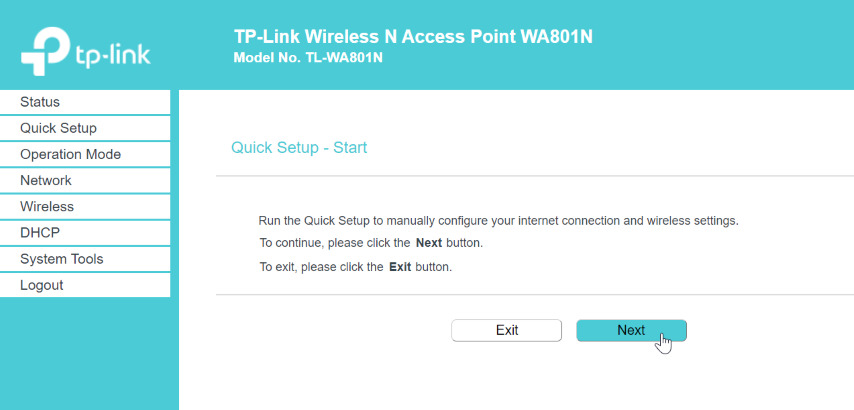 tp-link
TP-Link Wireless N Access Point WA801N
Model No. TL-WA801N
Status
Quick Setup
Operation Mode
Network
Wireless
DHCP
System Tools
Logout
Quick Setup - Start
Run the Quick Setup to manually configure your internet connection and wireless settings.
To continue, please click the Next button.
To exit, please click the Exit button.
Exit
Next